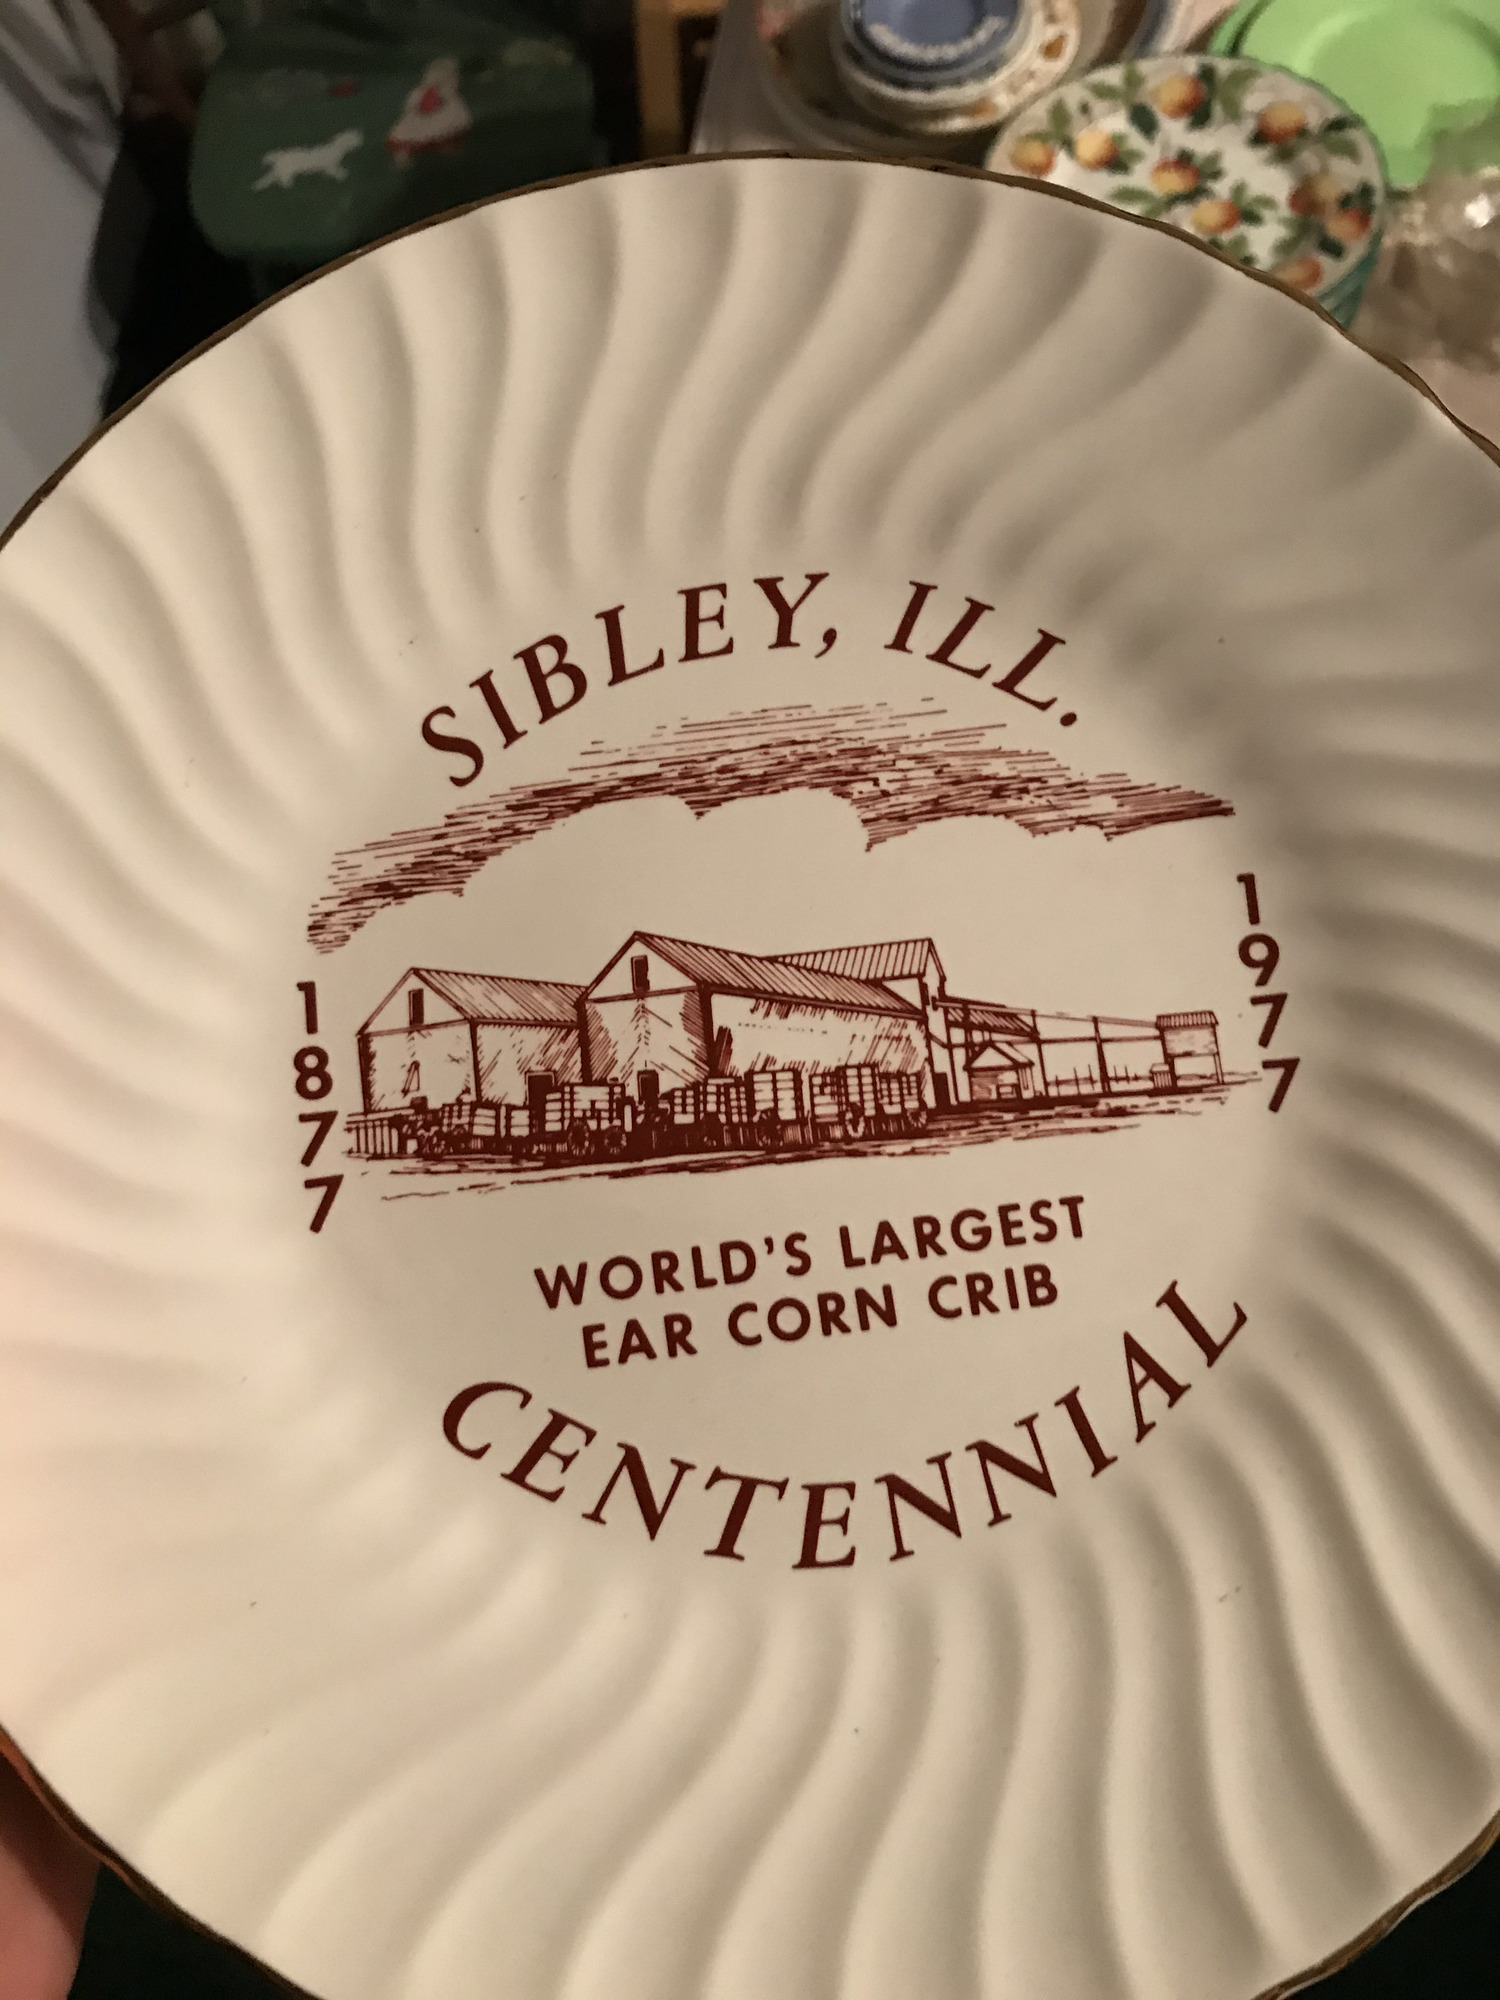 SIBLEY, ILL.
1877
1977
WORLD'S LARGEST
EAR CORN CRIB
CENTENNIAL